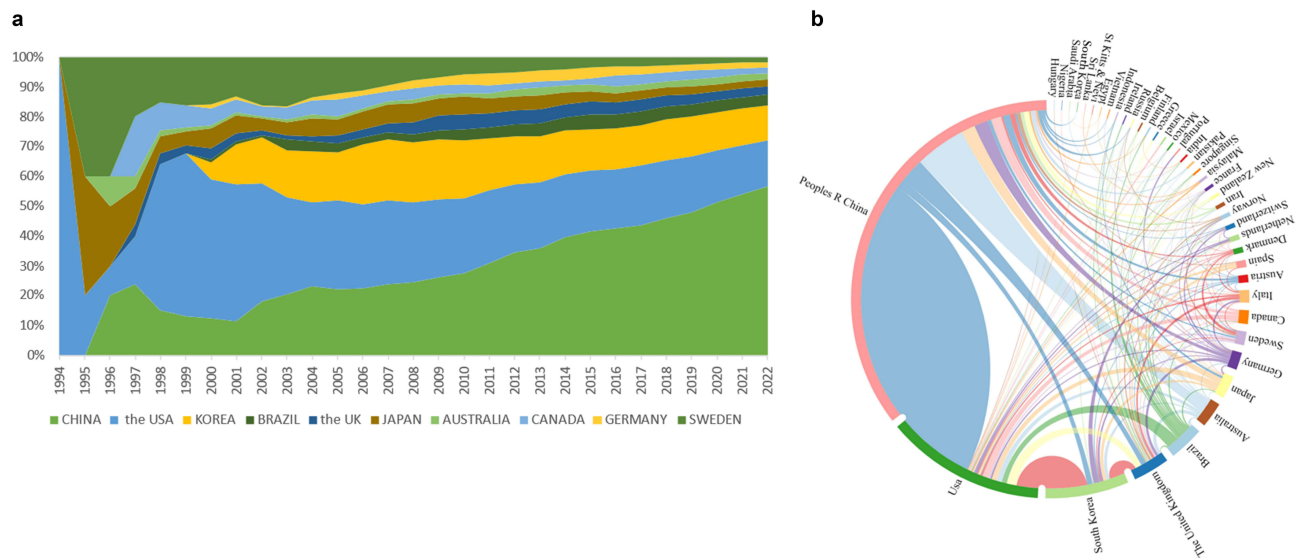 a
100%
90%
80%
70%
60%
50%
40%
30%
20%
10%
0%
1994 1995 1996 1997 1998 1999 2000 2001 2002 2003 2004 2005 2006 2007 2008 2009 2010 2011 2012 2013 2014 2015 2016 2017 2018 2019 2020 2021 2022
CHINA the USA KOREA BRAZIL the UK JAPAN AUSTRALIA CANADA GERMANY SWEDEN
b
Peoples R China
Hungary
Nigeria
Saudi Arabia
South Korea
Sri Lanka
St Kitts & Nevi
Egypt
Vietnam
Indonesia
Ireland
Russia
Belgium
Finland
Greece
Israel
Mexico
Portugal
India
Pakistan
Singapore
Malaysia
France
New Zealand
Iran
Norway
Switzerland
Netherlands
Denmark
Spain
Austria
Italy
Canada
Sweden
Germany
Japan
Australia
Brazil
The United Kingdom
South Korea
Usa